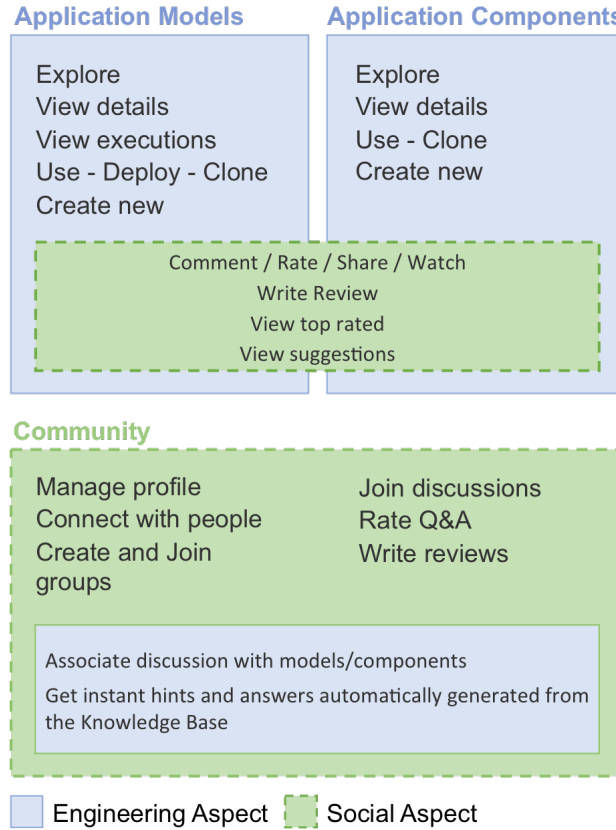 Application Models
Explore
View details
View executions
Use - Deploy - Clone
Create new
Application Components
Explore
View details
Use - Clone
Create new
Comment / Rate / Share / Watch
Write Review
View top rated
View suggestions
Community
Manage profile
Connect with people
Create and Join
groups
Join discussions
Rate Q&A
Write reviews
Associate discussion with models/components
Get instant hints and answers automatically generated from
the Knowledge Base
Engineering Aspect
Social Aspect